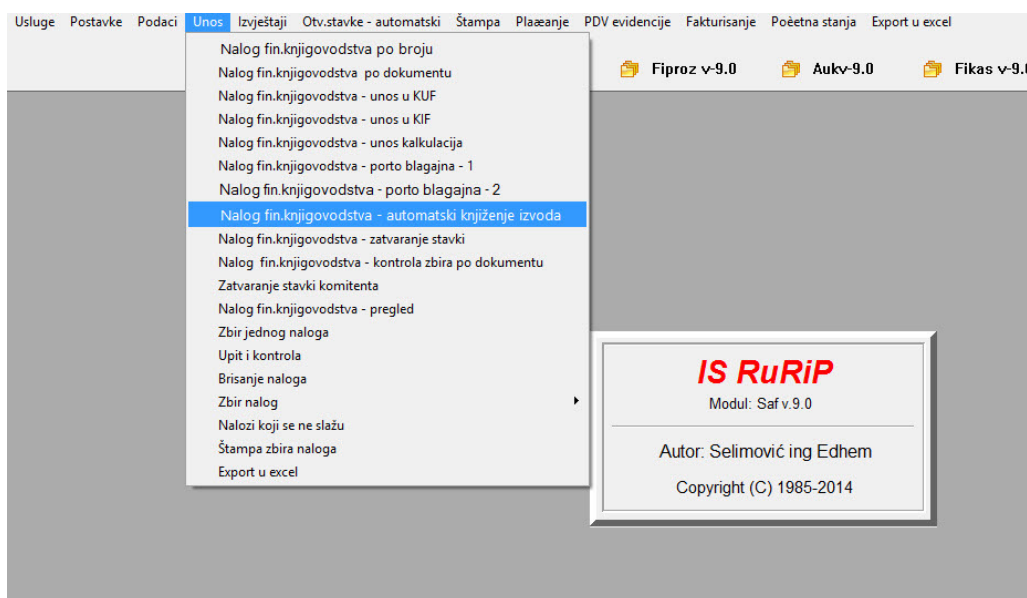 Usluge Postavke Podaci Unos Izvještaji Otv.stavke - automatski Štampa Plaæanje PDV evidencije Fakturisanje Poèetna stanja Export u excel
Fiproz v-9.0 Aukv-9.0 Fikas v-9.0
Nalog fin.knjigovodstva po broju
Nalog fin.knjigovodstva po dokumentu
Nalog fin.knjigovodstva - unos u KUF
Nalog fin.knjigovodstva - unos u KIF
Nalog fin.knjigovodstva - unos kalkulacija
Nalog fin.knjigovodstva - porto blagajna - 1
Nalog fin.knjigovodstva - porto blagajna - 2
Nalog fin.knjigovodstva - automatski knjiženje izvoda
Nalog fin.knjigovodstva - zatvaranje stavki
Nalog fin.knjigovodstva - kontrola zbira po dokumentu
Zatvaranje stavki komitenta
Nalog fin.knjigovodstva - pregled
Zbir jednog naloga
Upit i kontrola
Brisanje naloga
Zbir nalog
Nalozi koji se ne slažu
Štampa zbira naloga
Export u excel
IS RuRiP
Modul: Saf v.9.0
Autor: Selimović ing Edhem
Copyright (C) 1985-2014